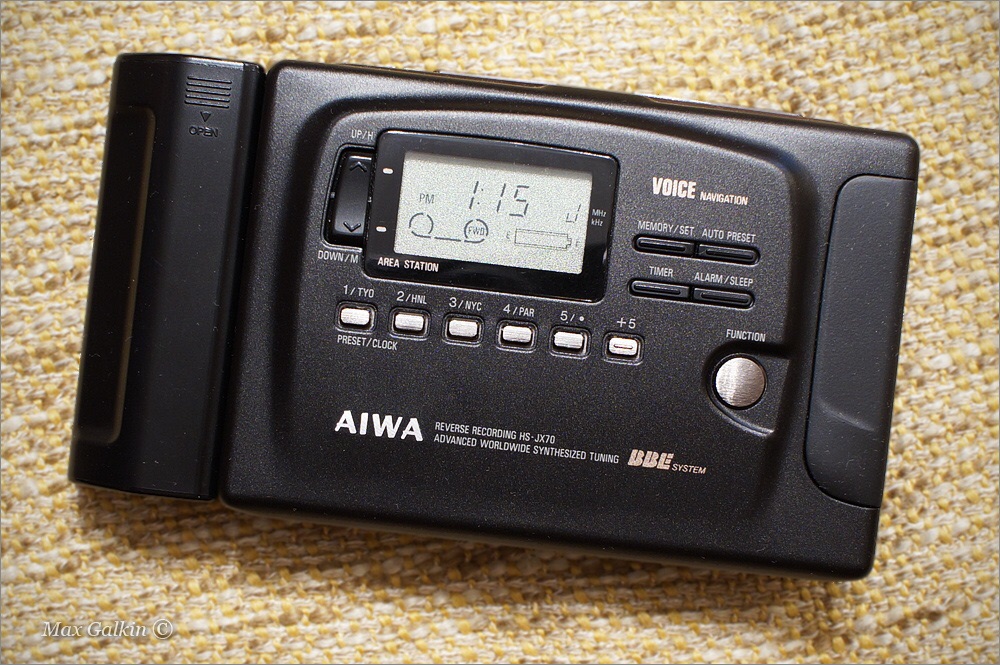 OPEN
UP/H
PM 1:15 4 MHz kHz
FWD
E E
DOWN/M
AREA STATION
VOICE NAVIGATION
MEMORY/SET AUTO PRESET
TIMER ALARM/SLEEP
1/TYO 2/HNL 3/NYC 4/PAR 5/• +5
PRESET/CLOCK
FUNCTION
AIWA
REVERSE RECORDING HS-JX70
ADVANCED WORLDWIDE SYNTHESIZED TUNING
BBE SYSTEM
Max Galkin ©